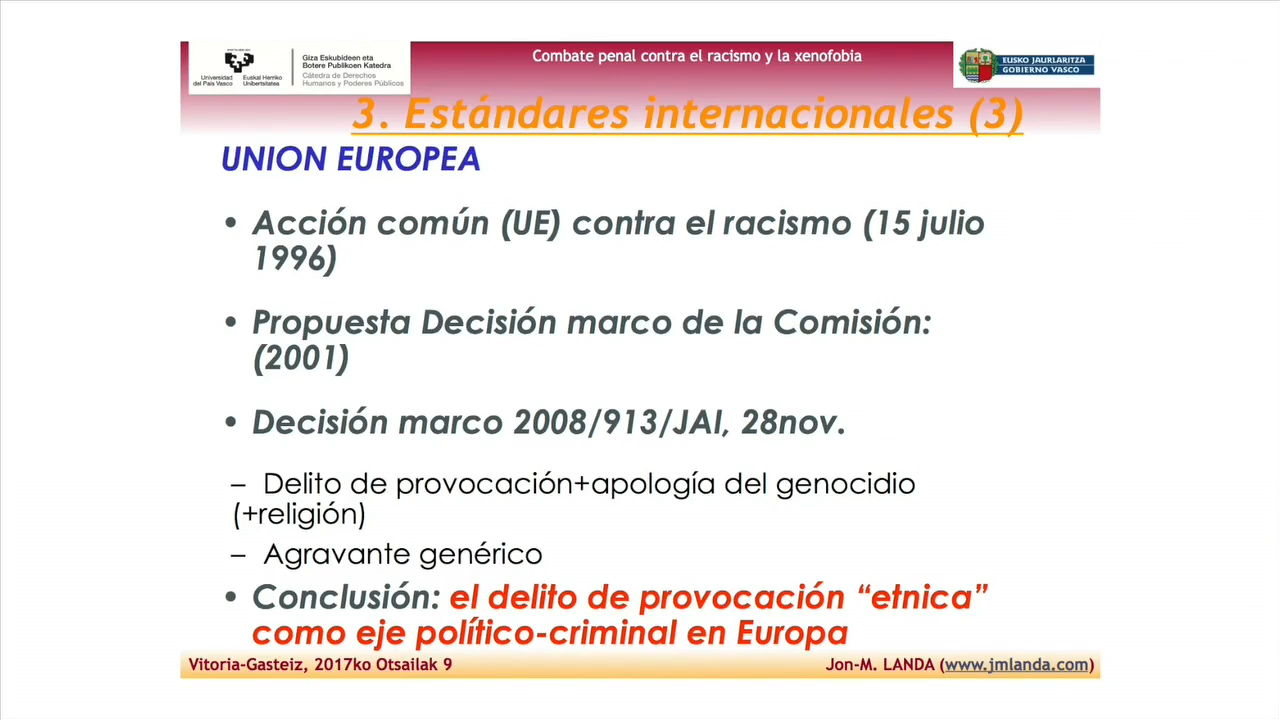 Universidad del País Vasco
Euskal Herriko Unibertsitatea
Giza Eskubideen eta
Botere Publikoen Katedra
Cátedra de Derechos
Humanos y Poderes Públicos
Combate penal contra el racismo y la xenofobia
EUSKO JAURLARITZA
GOBIERNO VASCO
3. Estándares internacionales (3)
UNION EUROPEA
• Acción común (UE) contra el racismo (15 julio
1996)
• Propuesta Decisión marco de la Comisión:
(2001)
• Decisión marco 2008/913/JAI, 28nov.
– Delito de provocación+apología del genocidio
(+religión)
– Agravante genérico
• Conclusión: el delito de provocación “etnica”
como eje político-criminal en Europa
Vitoria-Gasteiz, 2017ko Otsailak 9
Jon-M. LANDA (www.jmlanda.com)